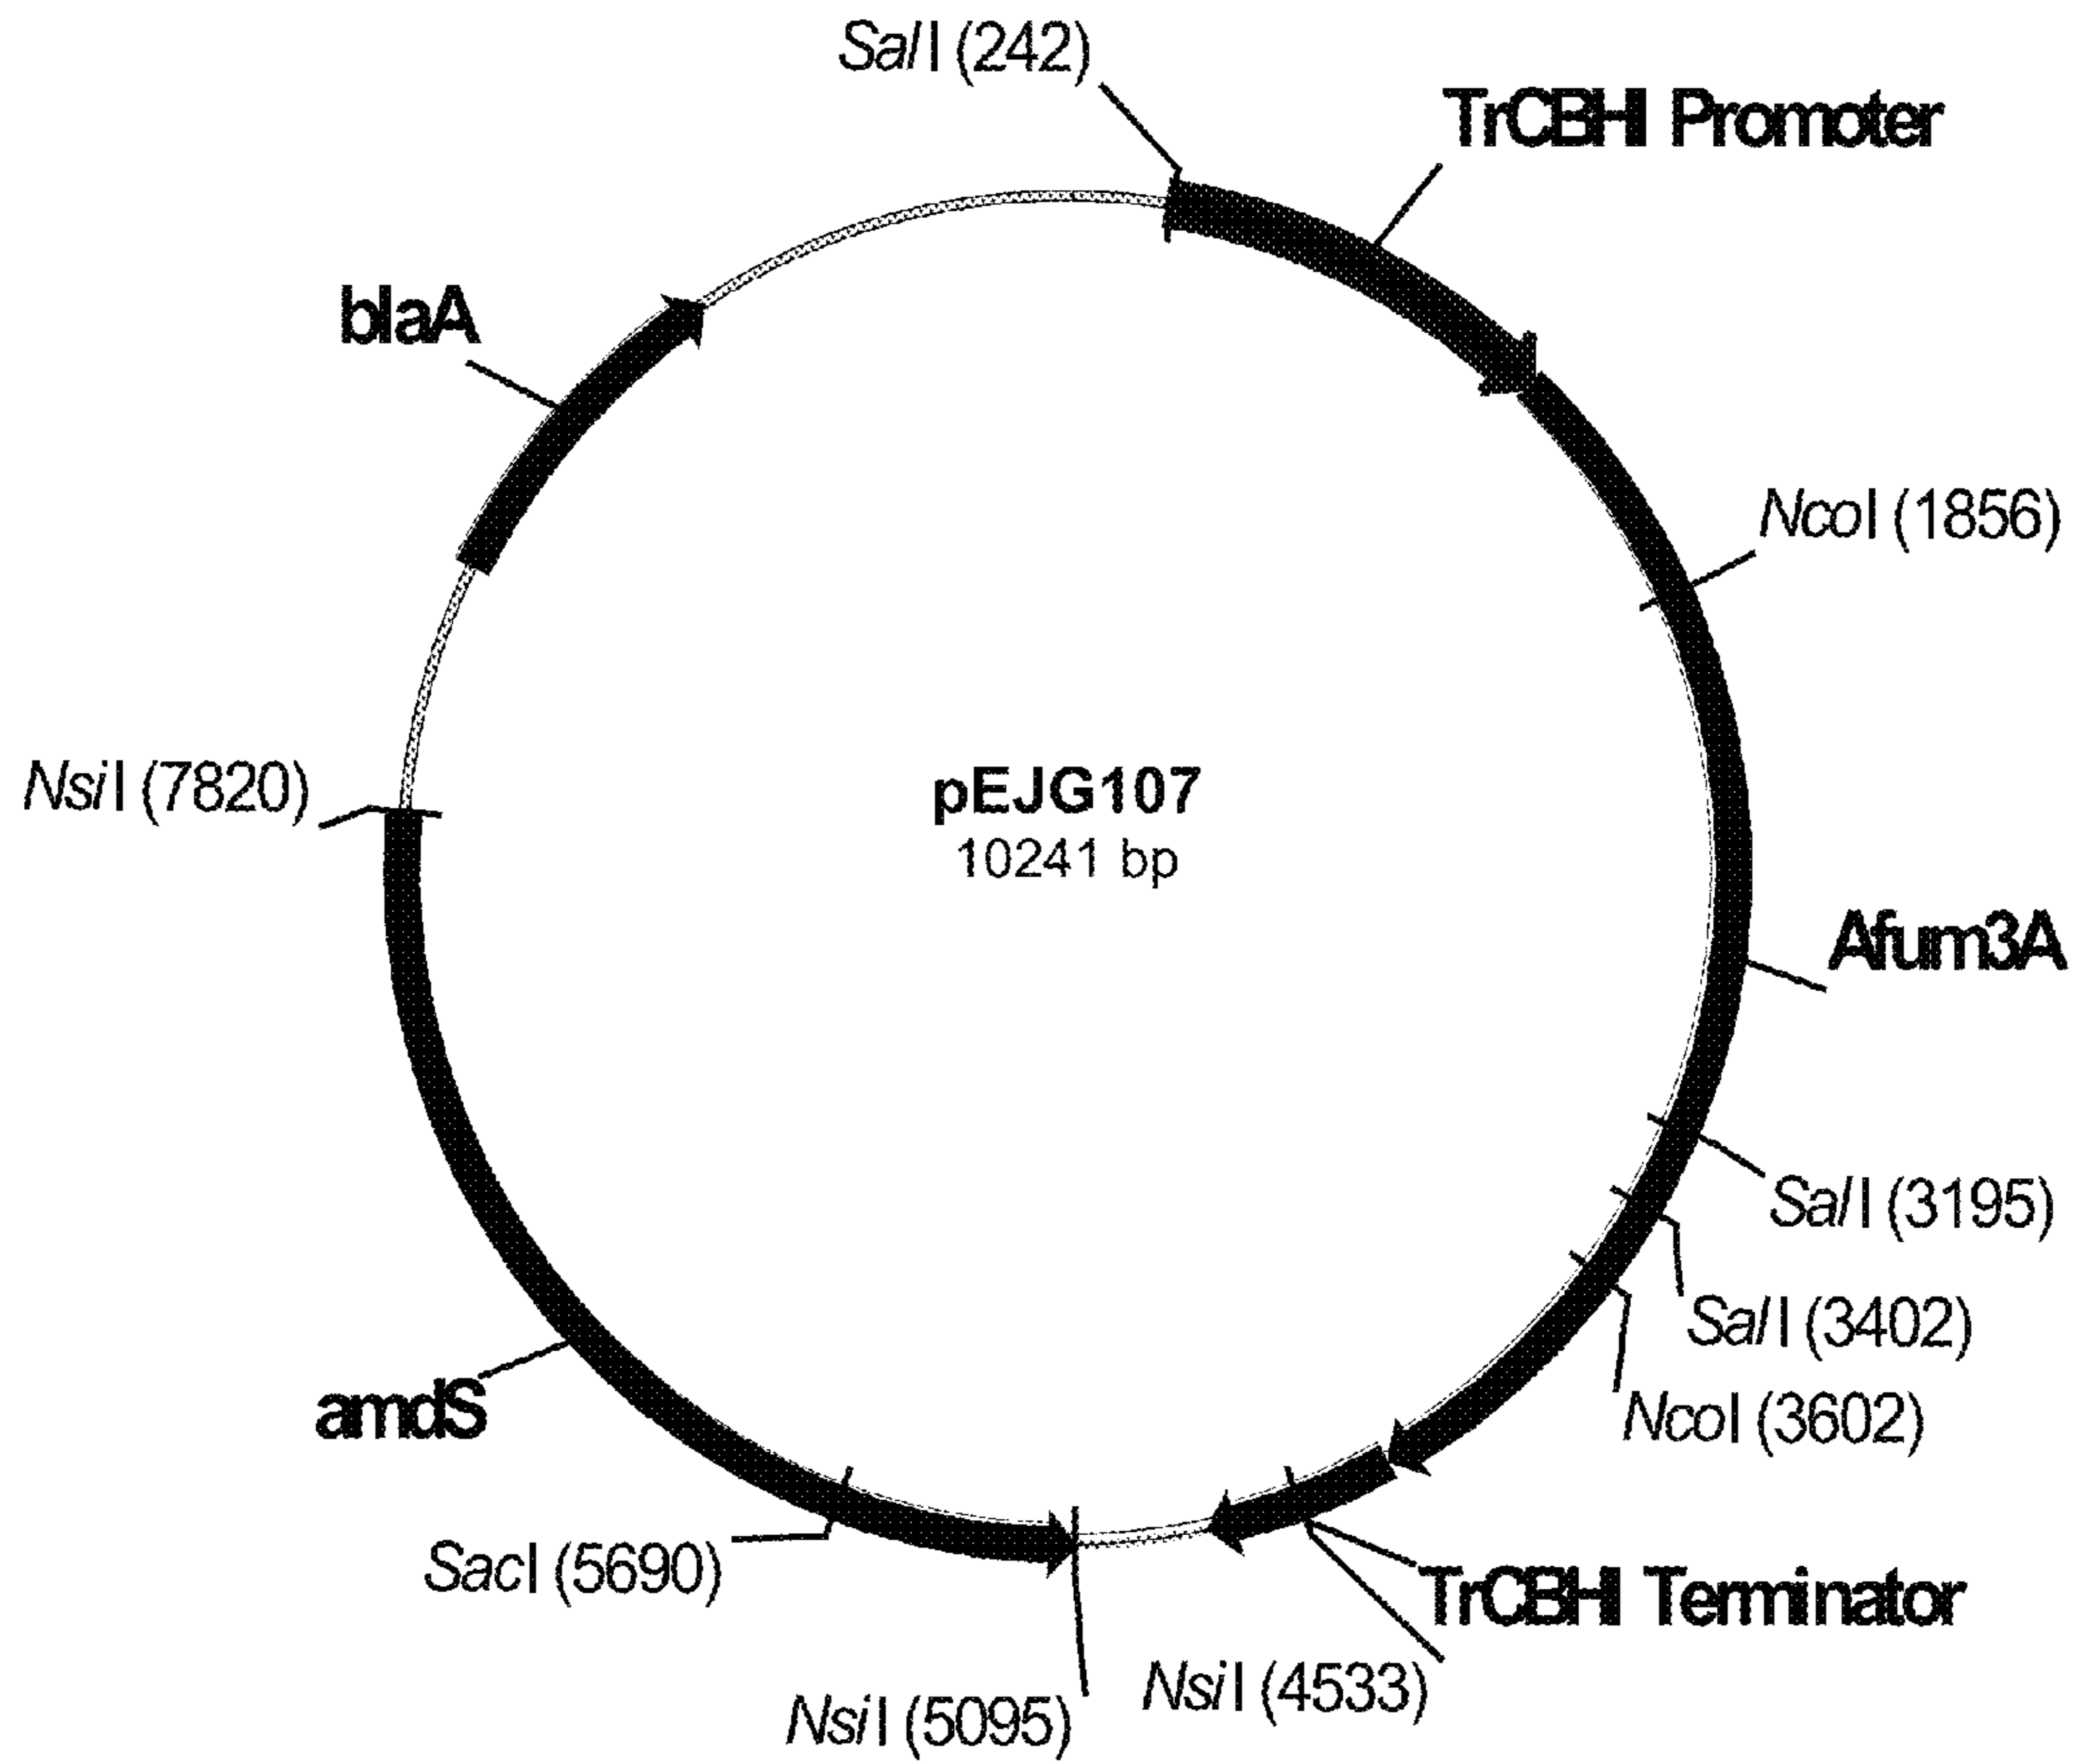 SalI (242)
TrCBHI Promoter
blaA
NcoI (1856)
NsiI (7820)
pEJG107
10241 bp
Afum3A
SalI (3195)
SalI (3402)
amdS
NcoI (3602)
SacI (5690)
TrCBHI Terminator
NsiI (4533)
NsiI (5095)